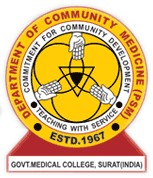 DEPARTMENT OF COMMUNITY MEDICINE (PSM)
COMMITMENT FOR COMMUNITY DEVELOPMENT
TEACHING WITH SERVICE
ESTD.1967
GOVT.MEDICAL COLLEGE, SURAT(INDIA)